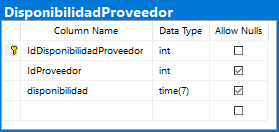 DisponibilidadProveedor
Column Name Data Type Allow Nulls
IdDisponibilidadProveedor int
IdProveedor int
disponibilidad time(7)